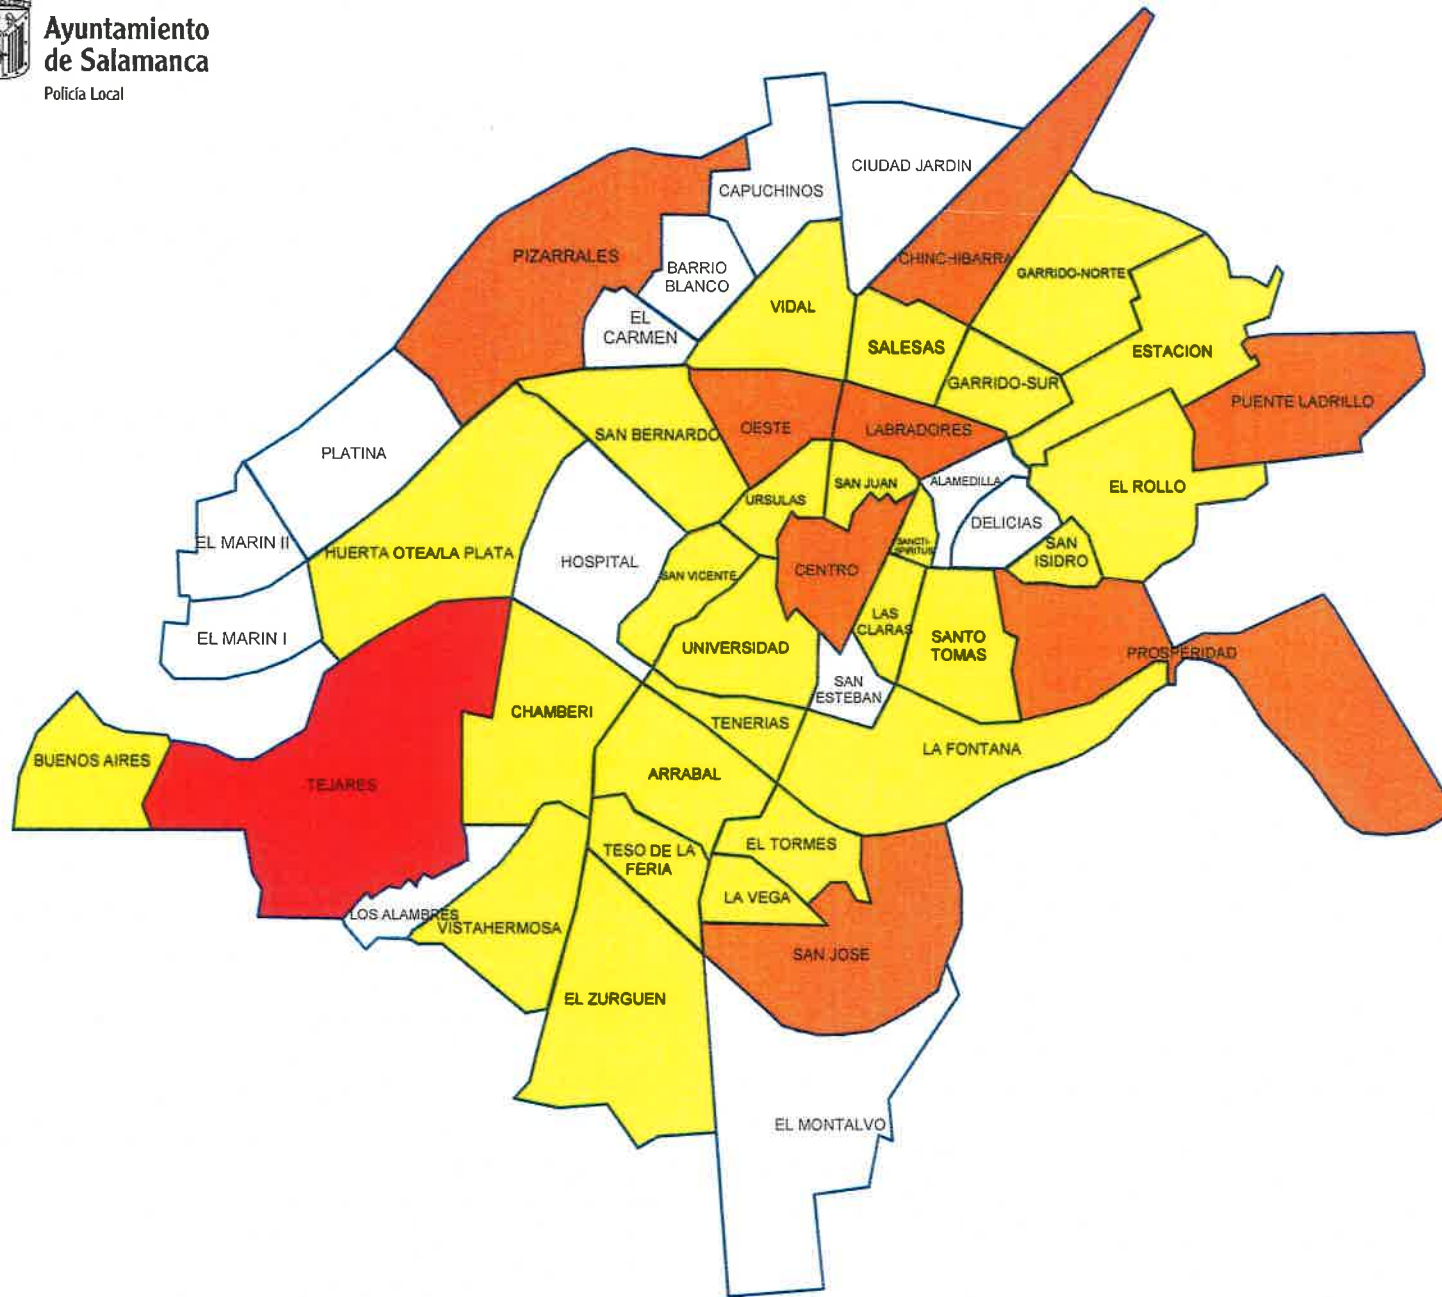 Ayuntamiento
de Salamanca
Policía Local
CIUDAD JARDIN
CAPUCHINOS
PIZARRALES
CHINCHIBARRA
BARRIO
BLANCO
GARRIDO-NORTE
VIDAL
EL
CARMEN
SALESAS
ESTACION
GARRIDO-SUR
PUENTE LADRILLO
OESTE
LABRADORES
SAN BERNARDO
PLATINA
ALAMEDILLA
SAN JUAN
EL ROLLO
URSULAS
DELICIAS
EL MARIN II
HUERTA OTEA/LA PLATA
SANCTI-
SPIRITUS
SAN
ISIDRO
HOSPITAL
CENTRO
SAN VICENTE
LAS
CLARAS
EL MARIN I
SANTO
TOMAS
UNIVERSIDAD
PROSPERIDAD
SAN
ESTEBAN
CHAMBERI
TENERIAS
LA FONTANA
BUENOS AIRES
ARRABAL
TEJARES
EL TORMES
TESO DE LA
FERIA
LA VEGA
LOS ALAMBRES
VISTAHERMOSA
SAN JOSE
EL ZURGUEN
EL MONTALVO